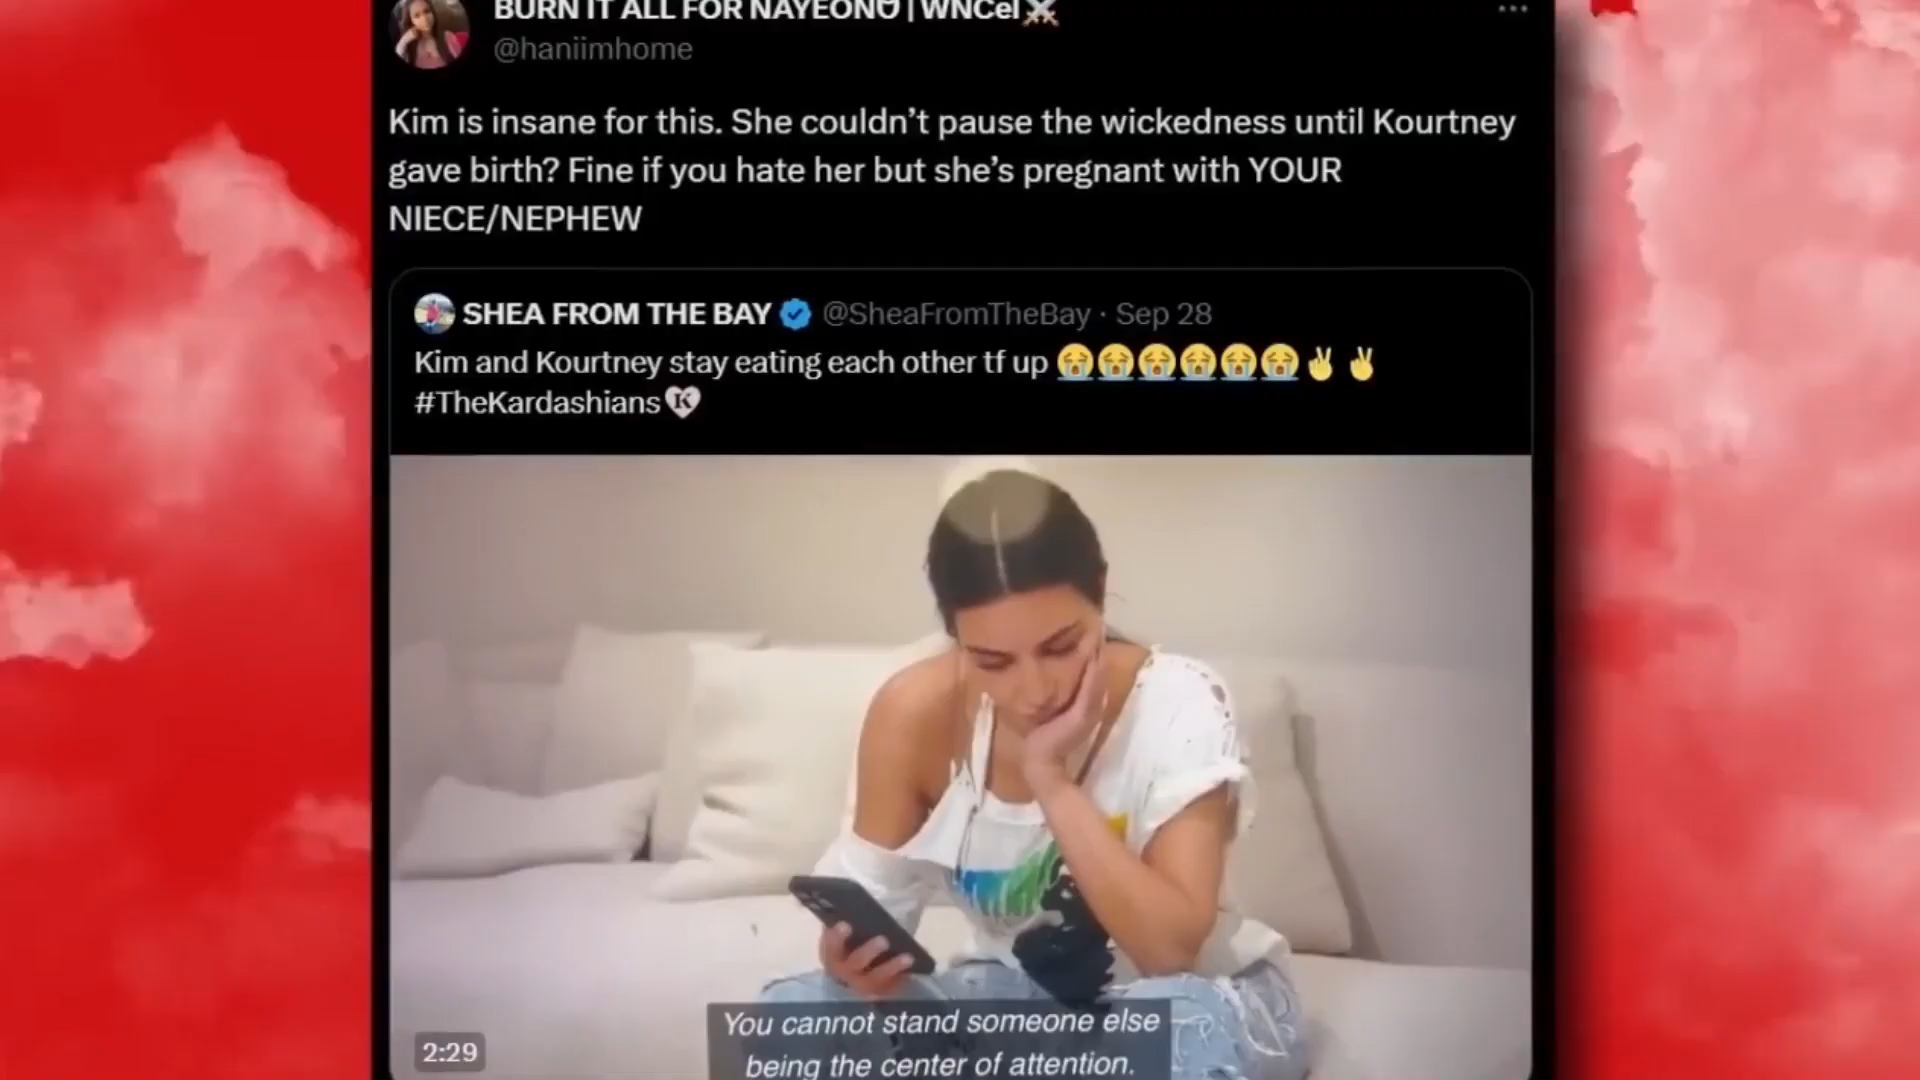 BURN IT ALL FOR NAYEON | WNCel⚔️
@haniimhome
Kim is insane for this. She couldn’t pause the wickedness until Kourtney
gave birth? Fine if you hate her but she’s pregnant with YOUR
NIECE/NEPHEW
SHEA FROM THE BAY @SheaFromTheBay · Sep 28
Kim and Kourtney stay eating each other tf up 😭😭😭😭😭😭✌️✌️
#TheKardashians K
You cannot stand someone else
being the center of attention.
2:29